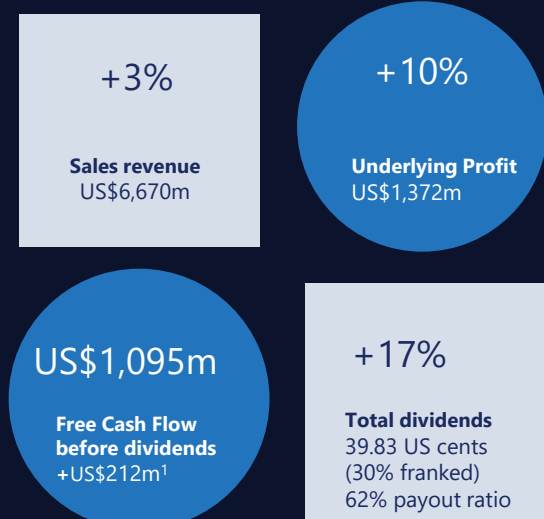 +3%
Sales revenue
US$6,670m
+10%
Underlying Profit
US$1,372m
US$1,095m
Free Cash Flow
before dividends
+US$212m1
+17%
Total dividends
39.83 US cents
(30% franked)
62% payout ratio